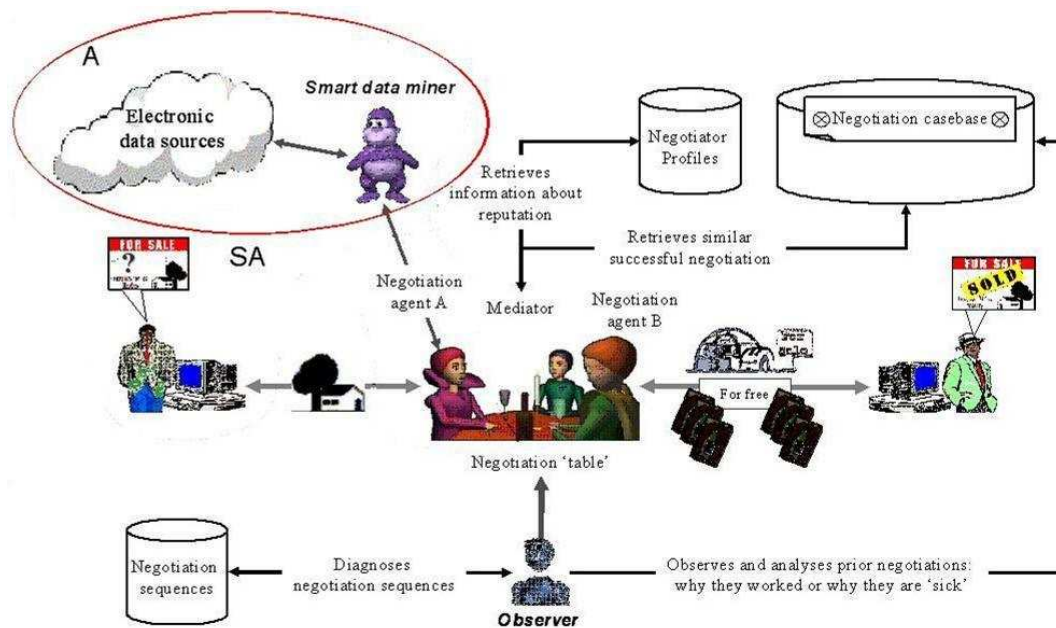 A
Smart data miner
Electronic
data sources
Negotiation casebase
Negotiator
Profiles
Retrieves
information about
reputation
SA
Retrieves similar
successful negotiation
FOR SALE
?
FOR SALE
SOLD
Negotiation
agent A
Mediator
Negotiation
agent B
For
Sale
For free
Negotiation ‘table’
Negotiation
sequences
Diagnoses
negotiation sequences
Observes and analyses prior negotiations:
why they worked or why they are ‘sick’
Observer